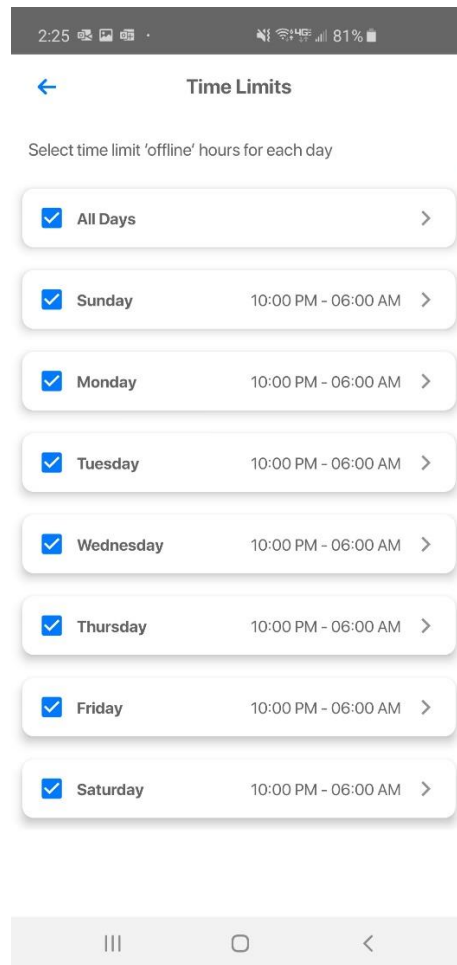 2:25 4G 81%
Time Limits
Select time limit ‘offline’ hours for each day
All Days
Sunday 10:00 PM - 06:00 AM
Monday 10:00 PM - 06:00 AM
Tuesday 10:00 PM - 06:00 AM
Wednesday 10:00 PM - 06:00 AM
Thursday 10:00 PM - 06:00 AM
Friday 10:00 PM - 06:00 AM
Saturday 10:00 PM - 06:00 AM